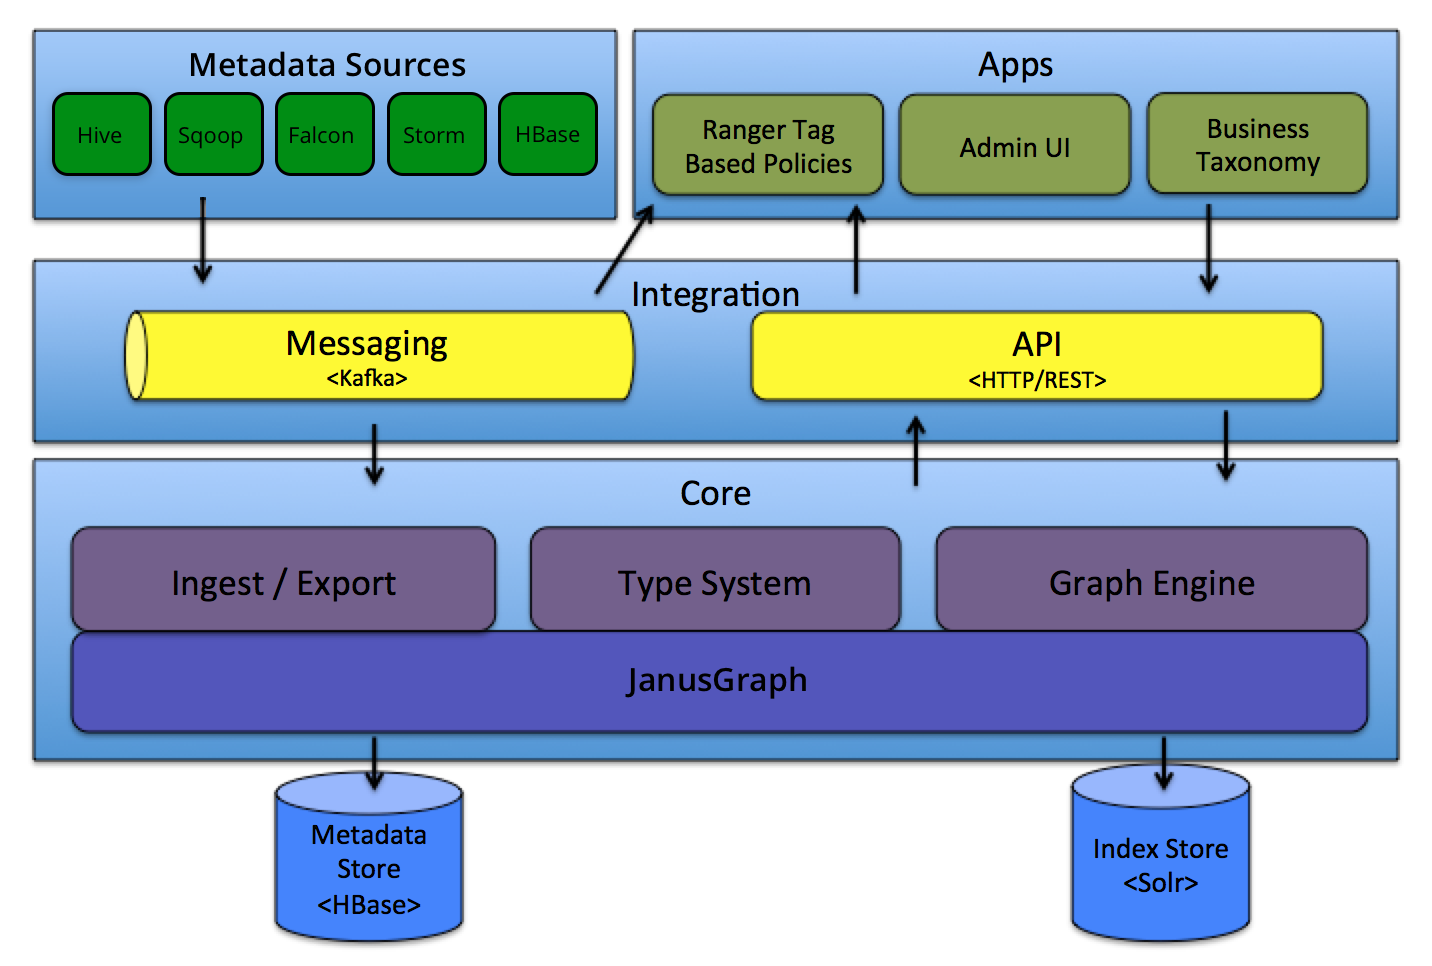 Metadata Sources
Hive
Sqoop
Falcon
Storm
HBase
Apps
Ranger Tag
Based Policies
Admin UI
Business
Taxonomy
Integration
Messaging
<Kafka>
API
<HTTP/REST>
Core
Ingest / Export
Type System
Graph Engine
JanusGraph
Metadata
Store
<HBase>
Index Store
<Solr>